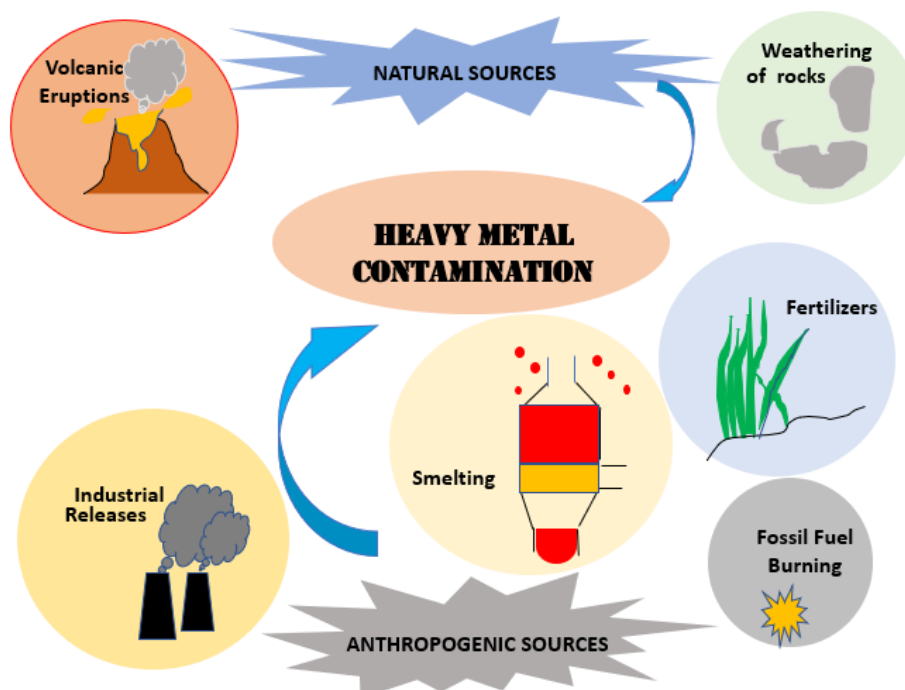 Volcanic
Eruptions
NATURAL SOURCES
Weathering
of rocks
HEAVY METAL
CONTAMINATION
Fertilizers
Smelting
Industrial
Releases
Fossil Fuel
Burning
ANTHROPOGENIC SOURCES